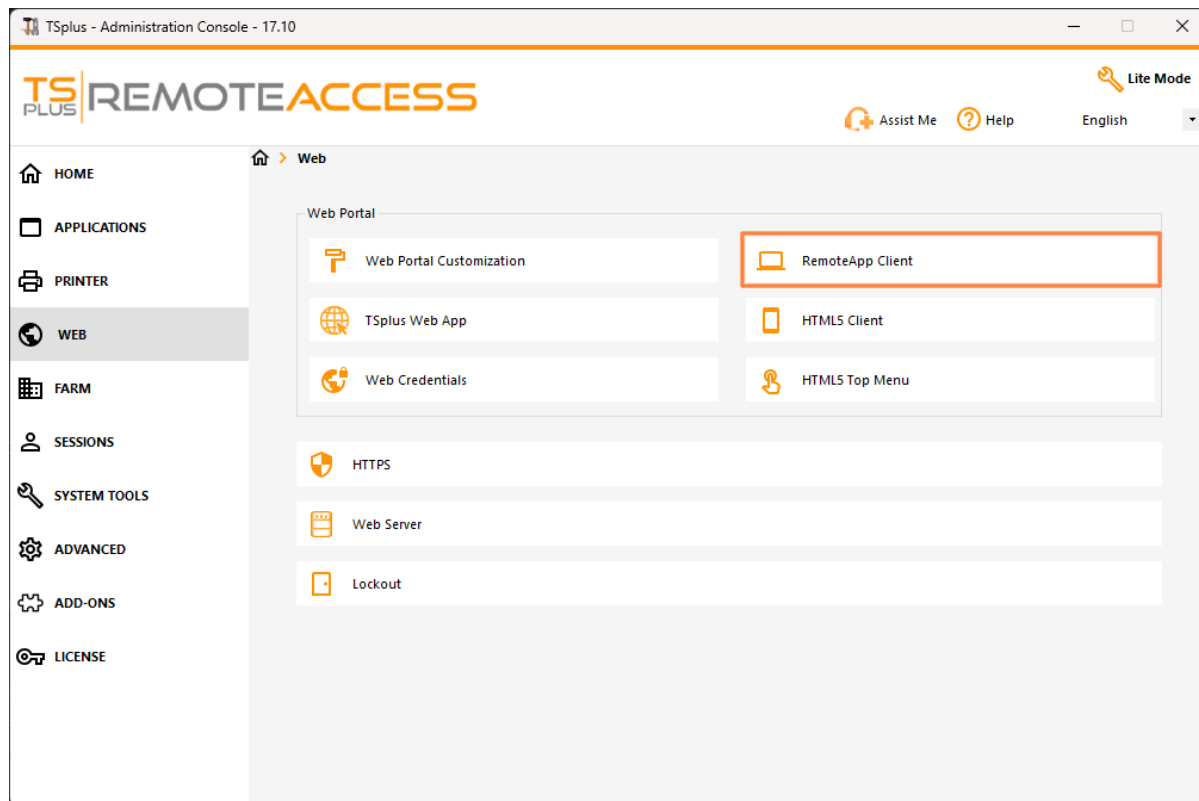 TSplus - Administration Console - 17.10
TS PLUS REMOTEACCESS
Lite Mode
Assist Me
Help
English
HOME
APPLICATIONS
PRINTER
WEB
FARM
SESSIONS
SYSTEM TOOLS
ADVANCED
ADD-ONS
LICENSE
Web
Web Portal
Web Portal Customization
RemoteApp Client
TSplus Web App
HTML5 Client
Web Credentials
HTML5 Top Menu
HTTPS
Web Server
Lockout